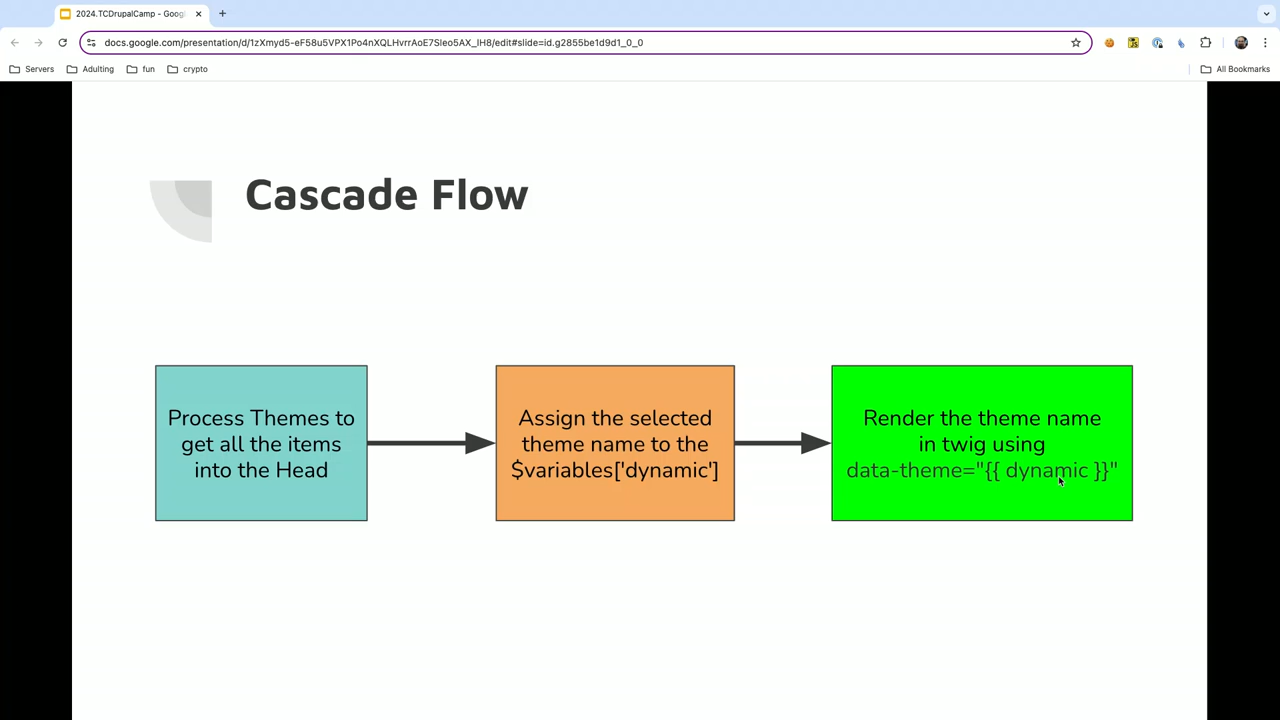 2024.TCDrupalCamp - Goog
docs.google.com/presentation/d/1zXmyd5-eF58u5VPX1Po4nXQLHvrrAoE7Sleo5AX_lH8/edit#slide=id.g2855be1d9d1_0_0
Servers
Adulting
fun
crypto
All Bookmarks
Cascade Flow
Process Themes to
get all the items
into the Head
Assign the selected
theme name to the
$variables['dynamic']
Render the theme name
in twig using
data-theme="{{ dynamic }}"